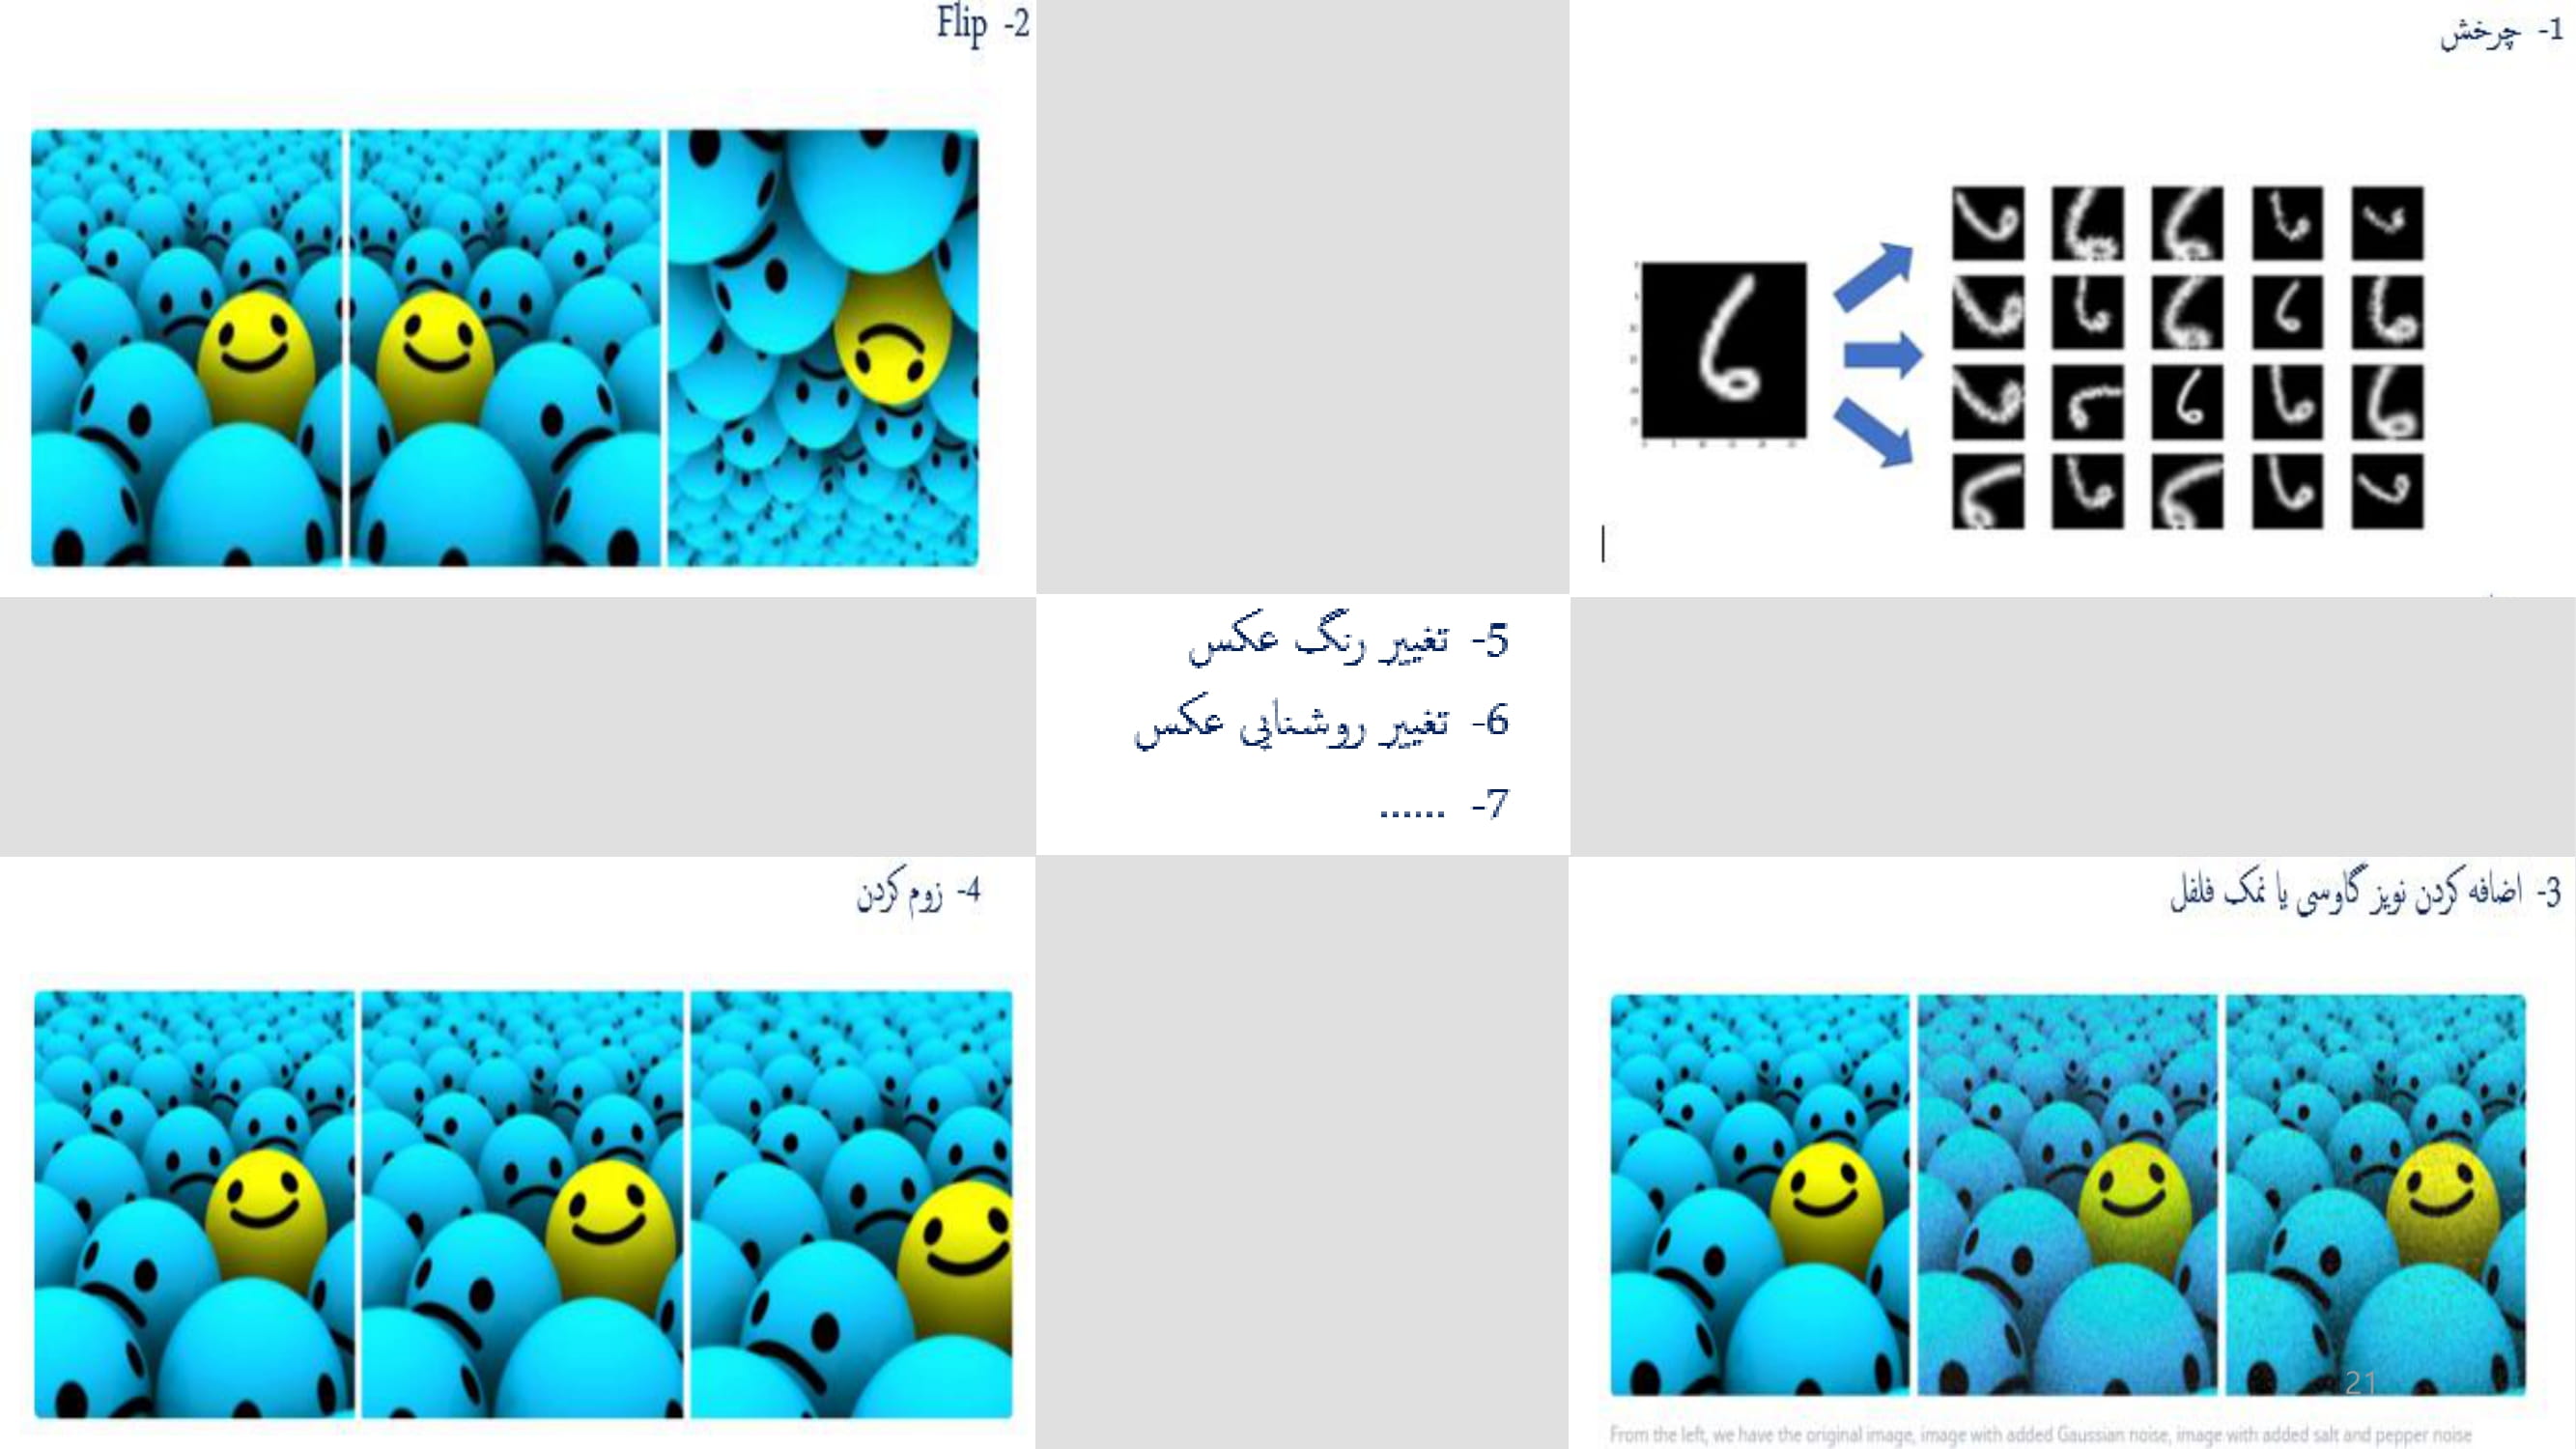 1- چرخش
2- Flip
3- اضافه کردن نویز گاوسی یا نمک فلفل
From the left, we have the original image, image with added Gaussian noise, image with added salt and pepper noise
21
4- زوم کردن
5- تغییر رنگ عکس
6- تغییر روشنایی عکس
7- ......